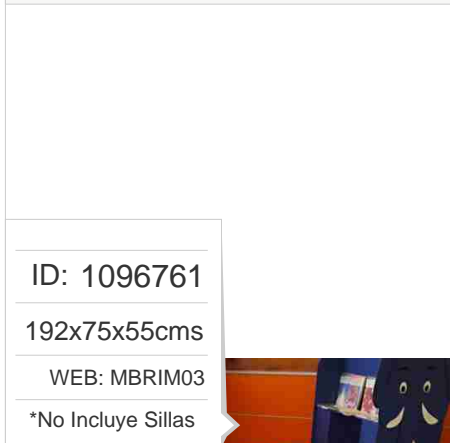 ID: 1096761
192x75x55cms
WEB: MBRIM03
*No Incluye Sillas